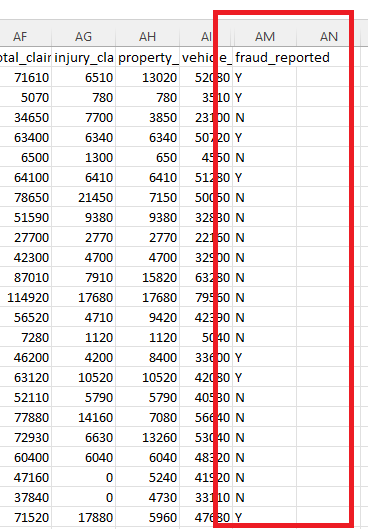 AF AG AH AI AM AN
otal_clain injury_cla property_ vehicle_ fraud_reported
71610 6510 13020 52080 Y
5070 780 780 3510 Y
34650 7700 3850 23100 N
63400 6340 6340 50720 Y
6500 1300 650 4550 N
64100 6410 6410 51280 Y
78650 21450 7150 50050 N
51590 9380 9380 32830 N
27700 2770 2770 22160 N
42300 4700 4700 32900 N
87010 7910 15820 63280 N
114920 17680 17680 79560 N
56520 4710 9420 42390 N
7280 1120 1120 5040 N
46200 4200 8400 33600 Y
63120 10520 10520 42080 Y
52110 5790 5790 40530 N
77880 14160 7080 56640 N
72930 6630 13260 53040 N
60400 6040 6040 48320 N
47160 0 5240 41920 N
37840 0 4730 33110 N
71520 17880 5960 47680 Y